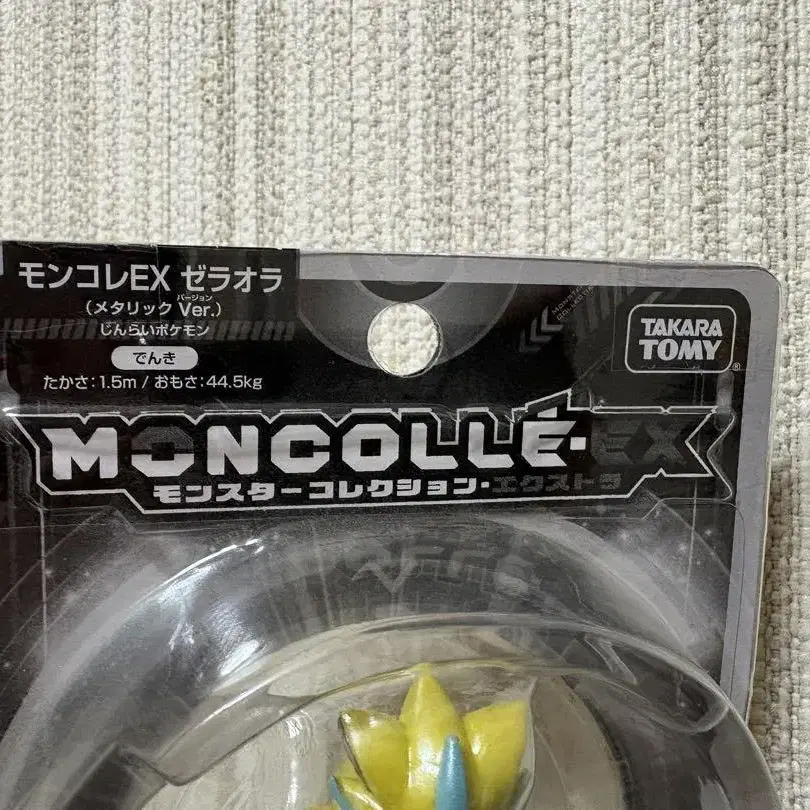 モンコレEX ゼラオラ
(メタリック Ver.)
バージョン
じんらいポケモン
でんき
たかさ:1.5m / おもさ:44.5kg
TAKARA
TOMY
®
MONCOLLÉ·EX
モンスターコレクション・エクストラ